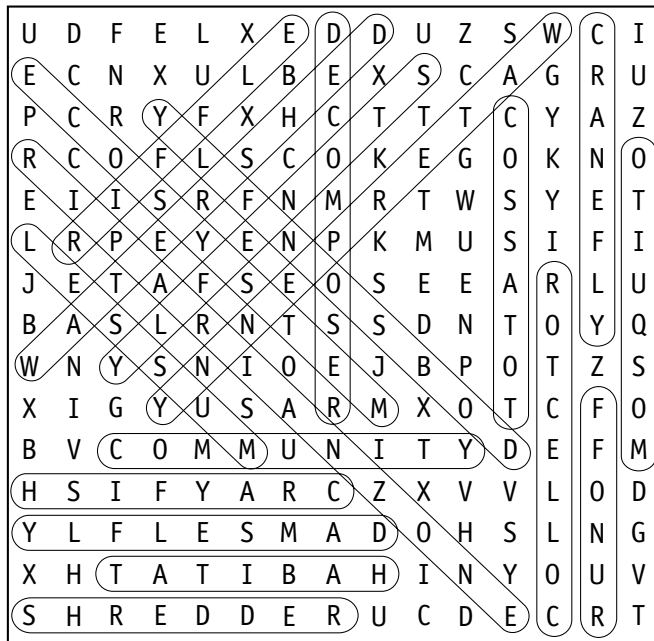 U D F E L X E D D U Z S W C I
E C N X U L B E X S C A G R U
P C R Y F X H C T T T C Y A Z
R C O F L S C O K E G O K N O
E I I S R F N M R T W S Y E T
L R P E Y E N P K M U S I F I
J E T A F S E O S E E A R L U
B A S L R N T S S D N T O Y Q
W N Y S N I O E J B P O T Z S
X I G Y U S A R M X O T C F O
B V C O M M U N I T Y D E F M
H S I F Y A R C Z X V V L O D
Y L F L E S M A D O H S L N G
X H T A T I B A H I N Y O U V
S H R E D D E R U C D E C R T